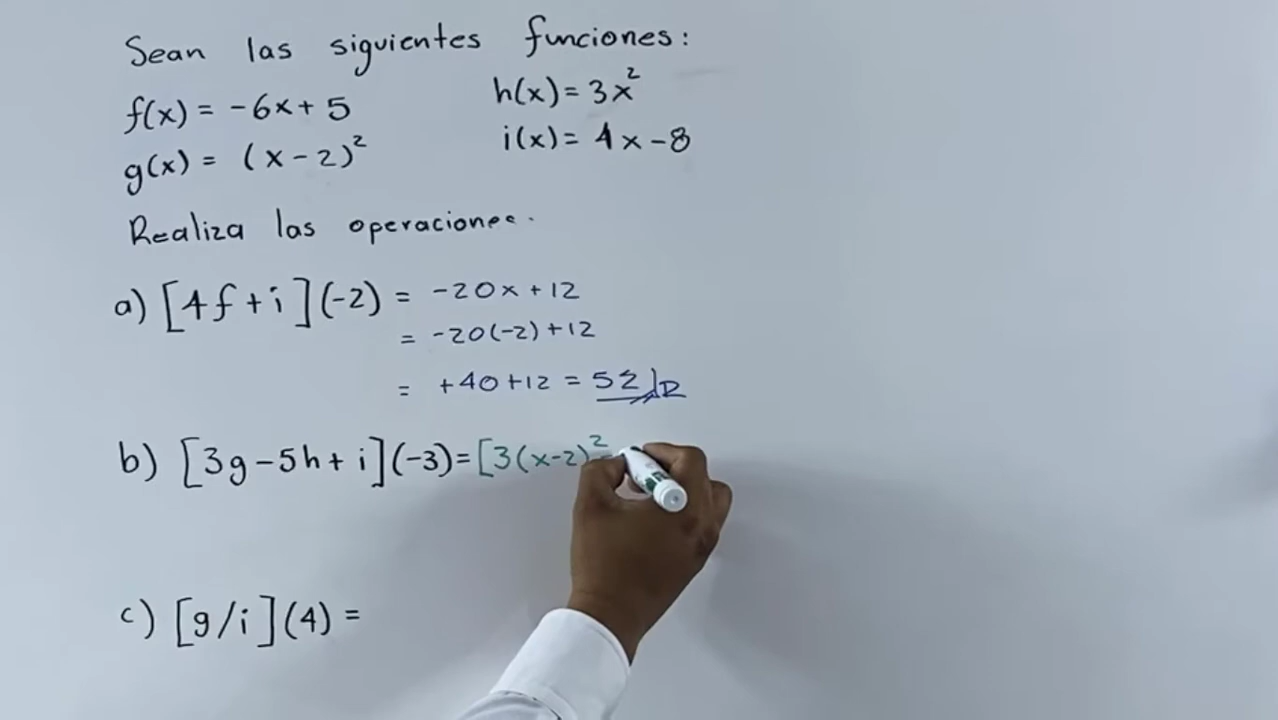 Sean las siguientes funciones:
f(x) = -6x + 5
h(x) = 3x²
g(x) = (x - 2)²
i(x) = 4x - 8
Realiza las operaciones.
a) [4f + i](-2) = -20x + 12
= -20(-2) + 12
= +40 + 12 = 52
b) [3g - 5h + i](-3) = [3(x-2)²
c) [g/i](4) =